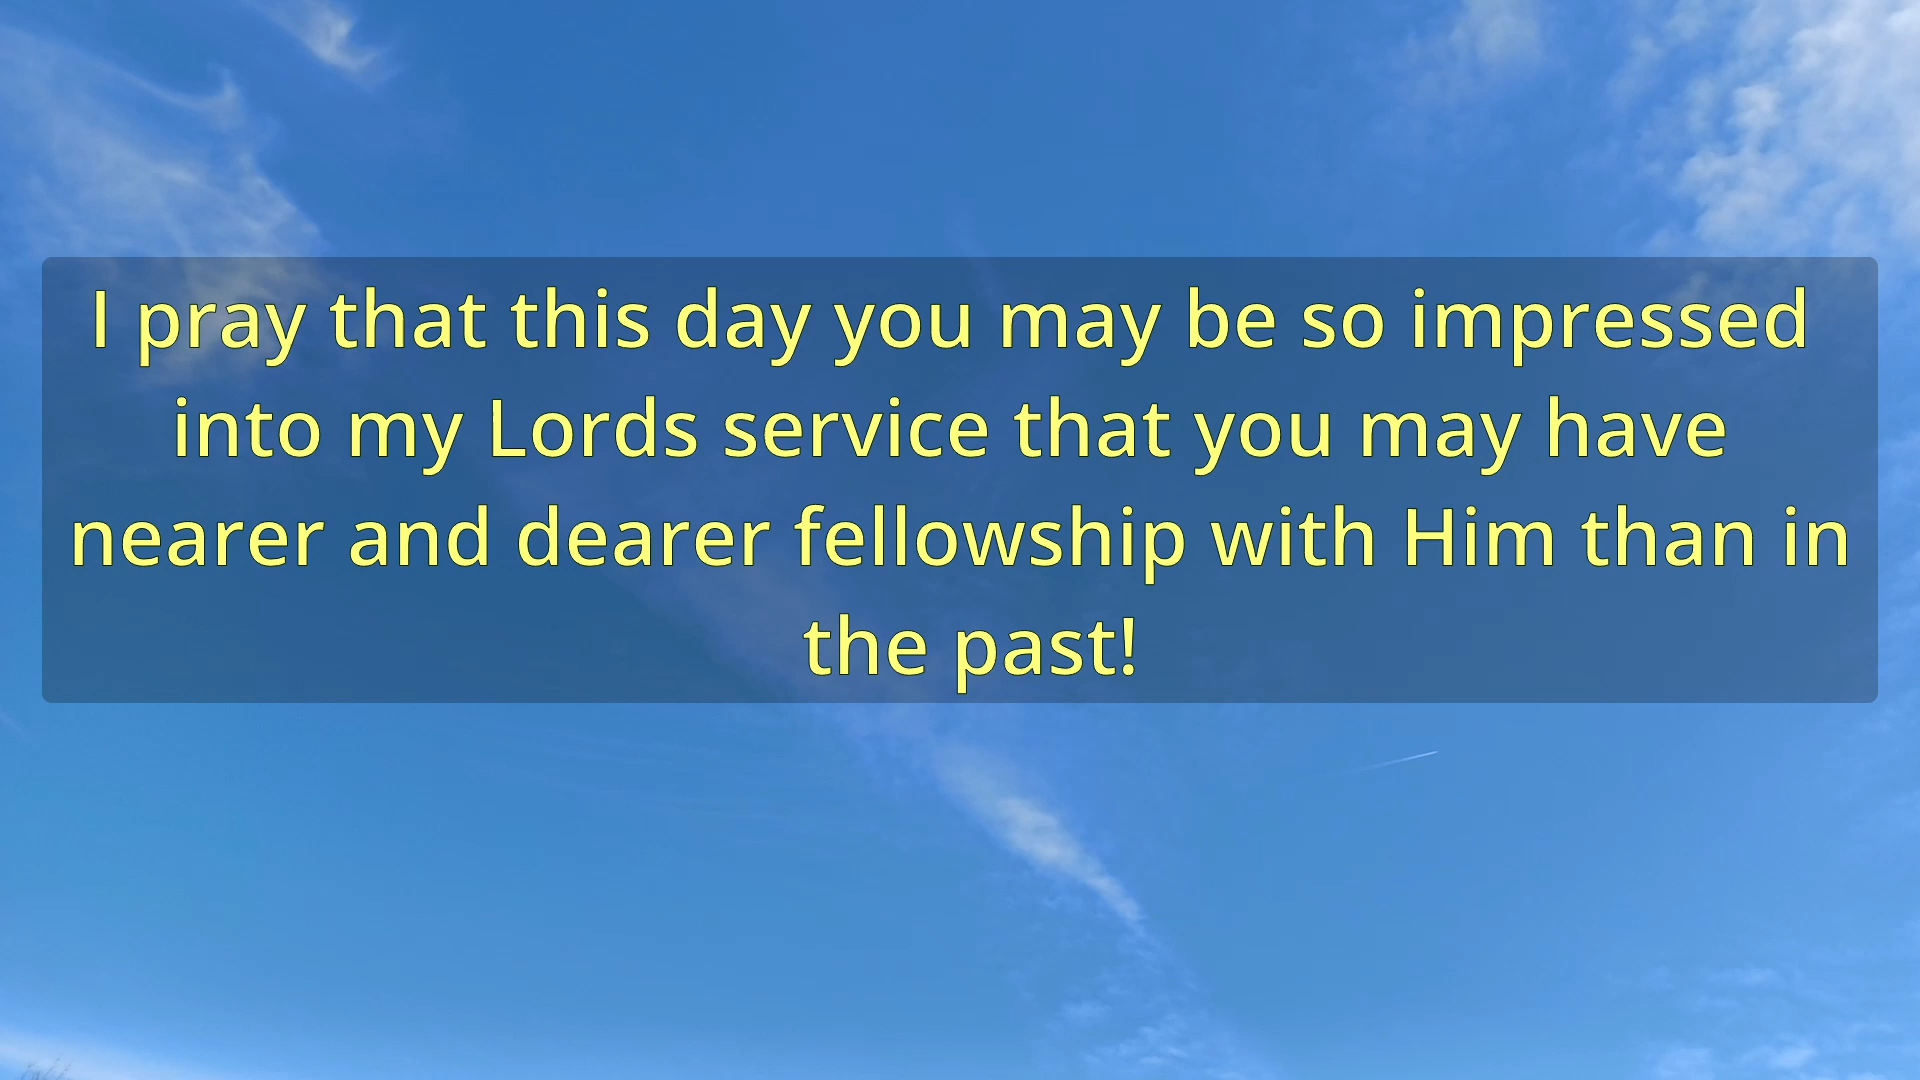 I pray that this day you may be so impressed
into my Lords service that you may have
nearer and dearer fellowship with Him than in
the past!